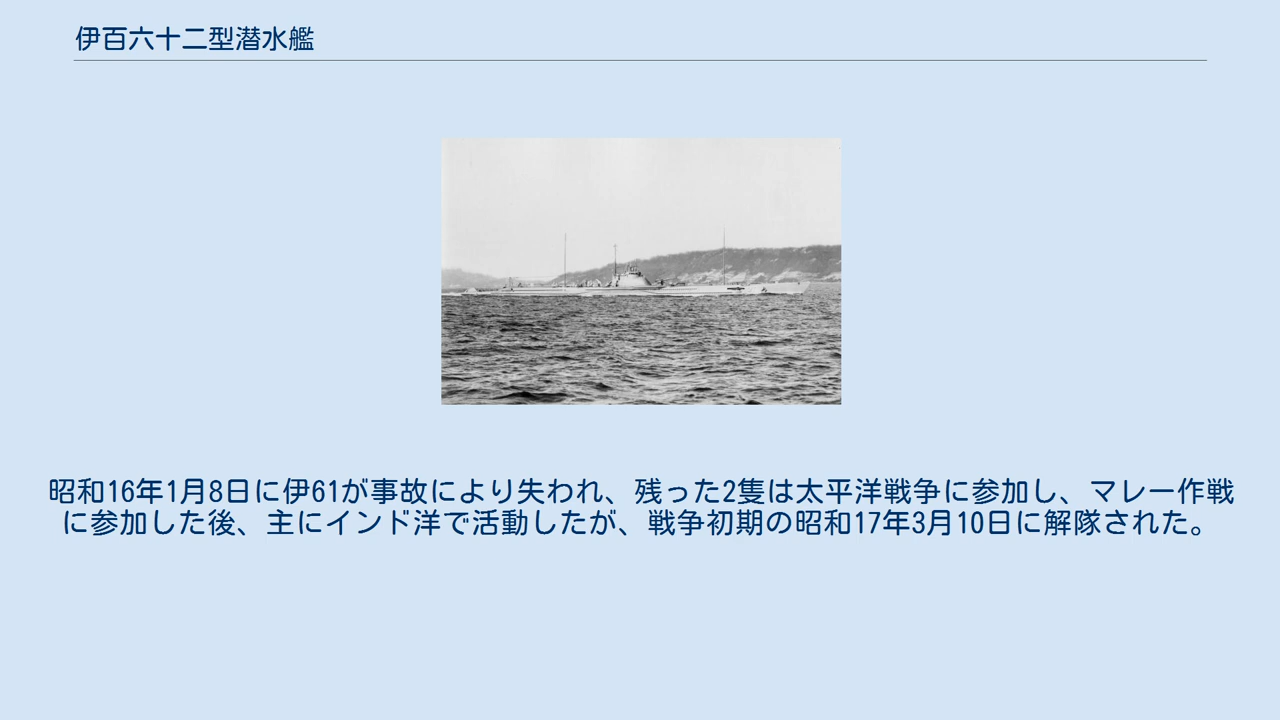 伊百六十二型潜水艦
昭和16年1月8日に伊61が事故により失われ、残った2隻は太平洋戦争に参加し、マレー作戦
に参加した後、主にインド洋で活動したが、戦争初期の昭和17年3月10日に解隊された。